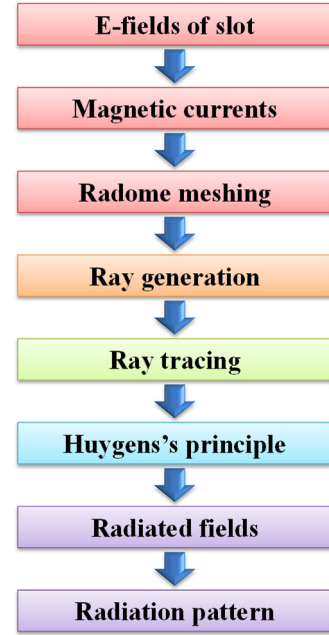 E-fields of slot
Magnetic currents
Radome meshing
Ray generation
Ray tracing
Huygens's principle
Radiated fields
Radiation pattern